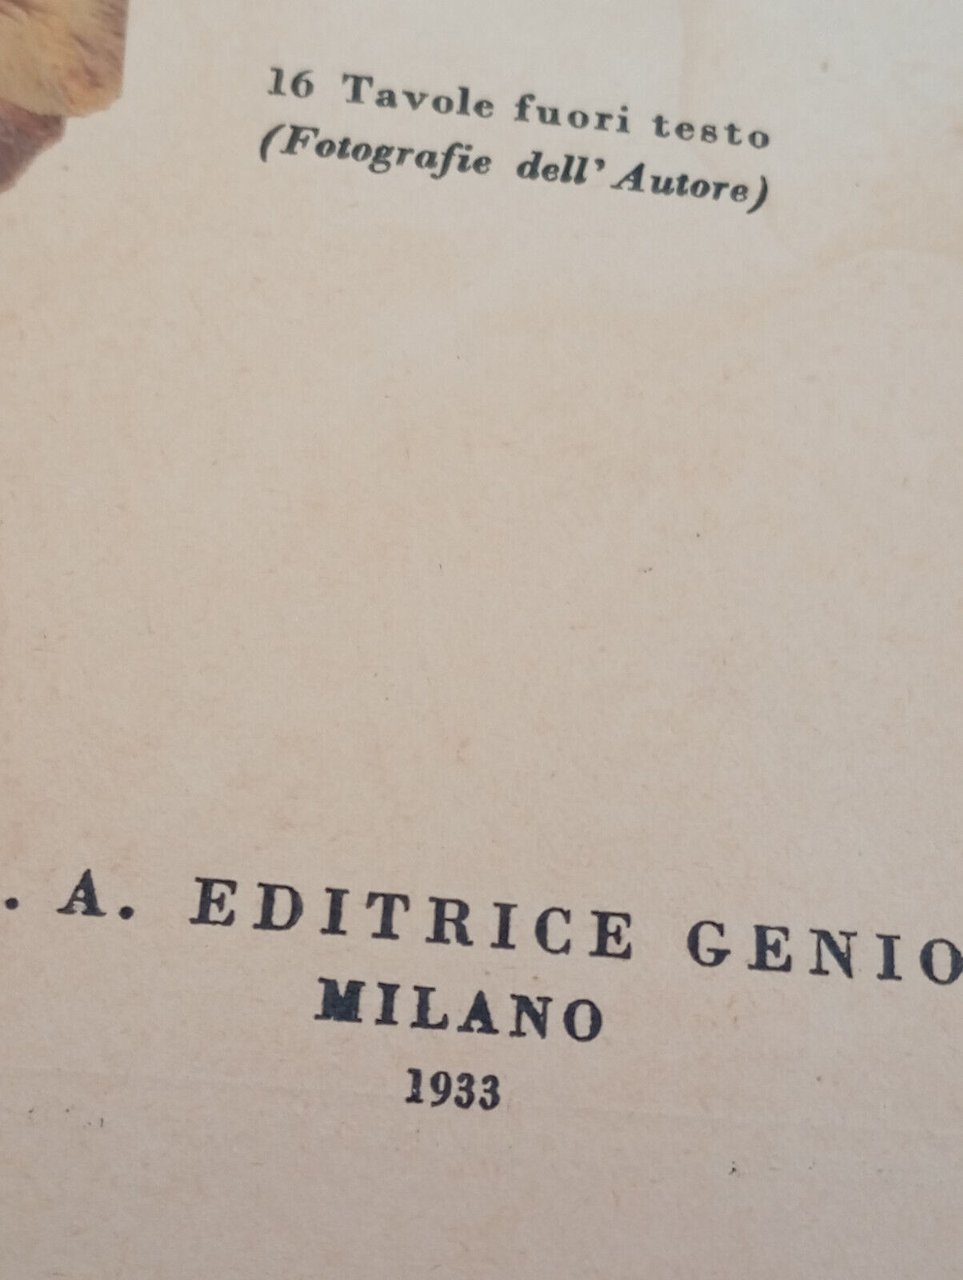 16 Tavole fuori testo
(Fotografie dell' Autore)
. A. EDITRICE GENIO
MILANO
1933